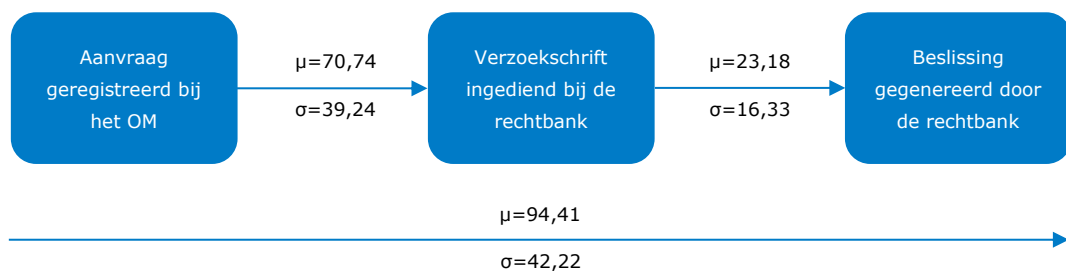 Aanvraag
geregistreerd bij
het OM
μ=70,74
σ=39,24
Verzoekschrift
ingediend bij de
rechtbank
μ=23,18
σ=16,33
Beslissing
gegenereerd door
de rechtbank
μ=94,41
σ=42,22